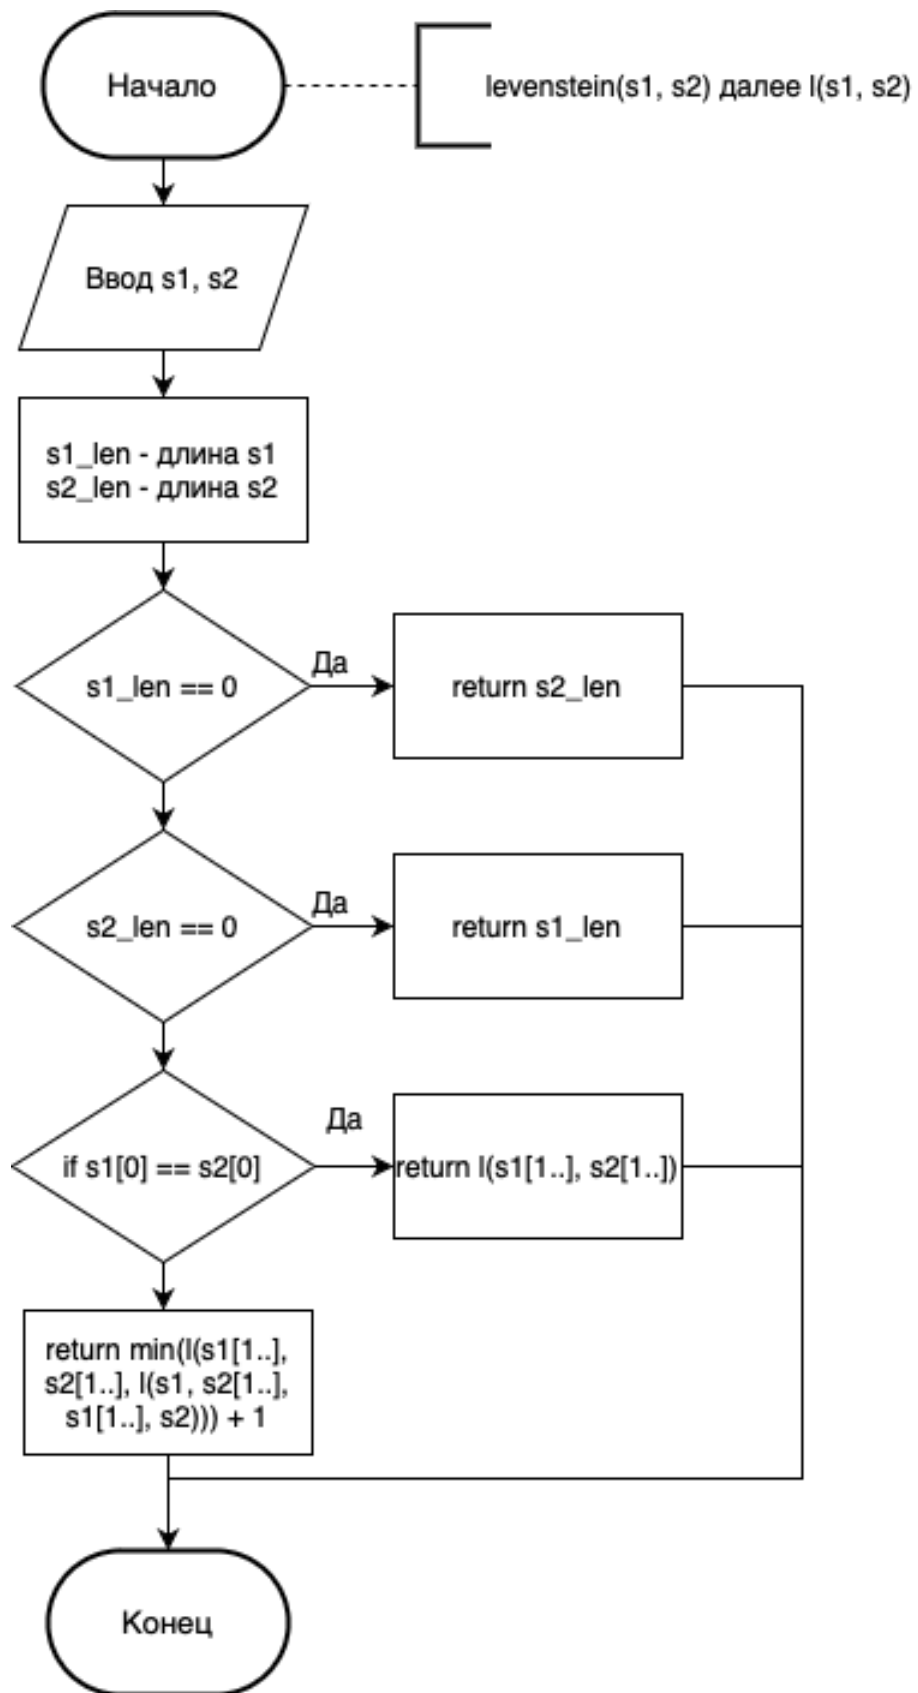 Начало
levenstein(s1, s2) далее l(s1, s2)
Ввод s1, s2
s1_len - длина s1
s2_len - длина s2
s1_len == 0
Да
return s2_len
s2_len == 0
Да
return s1_len
if s1[0] == s2[0]
Да
return l(s1[1..], s2[1..])
return min(l(s1[1..],
s2[1..], l(s1, s2[1..],
s1[1..], s2))) + 1
Конец